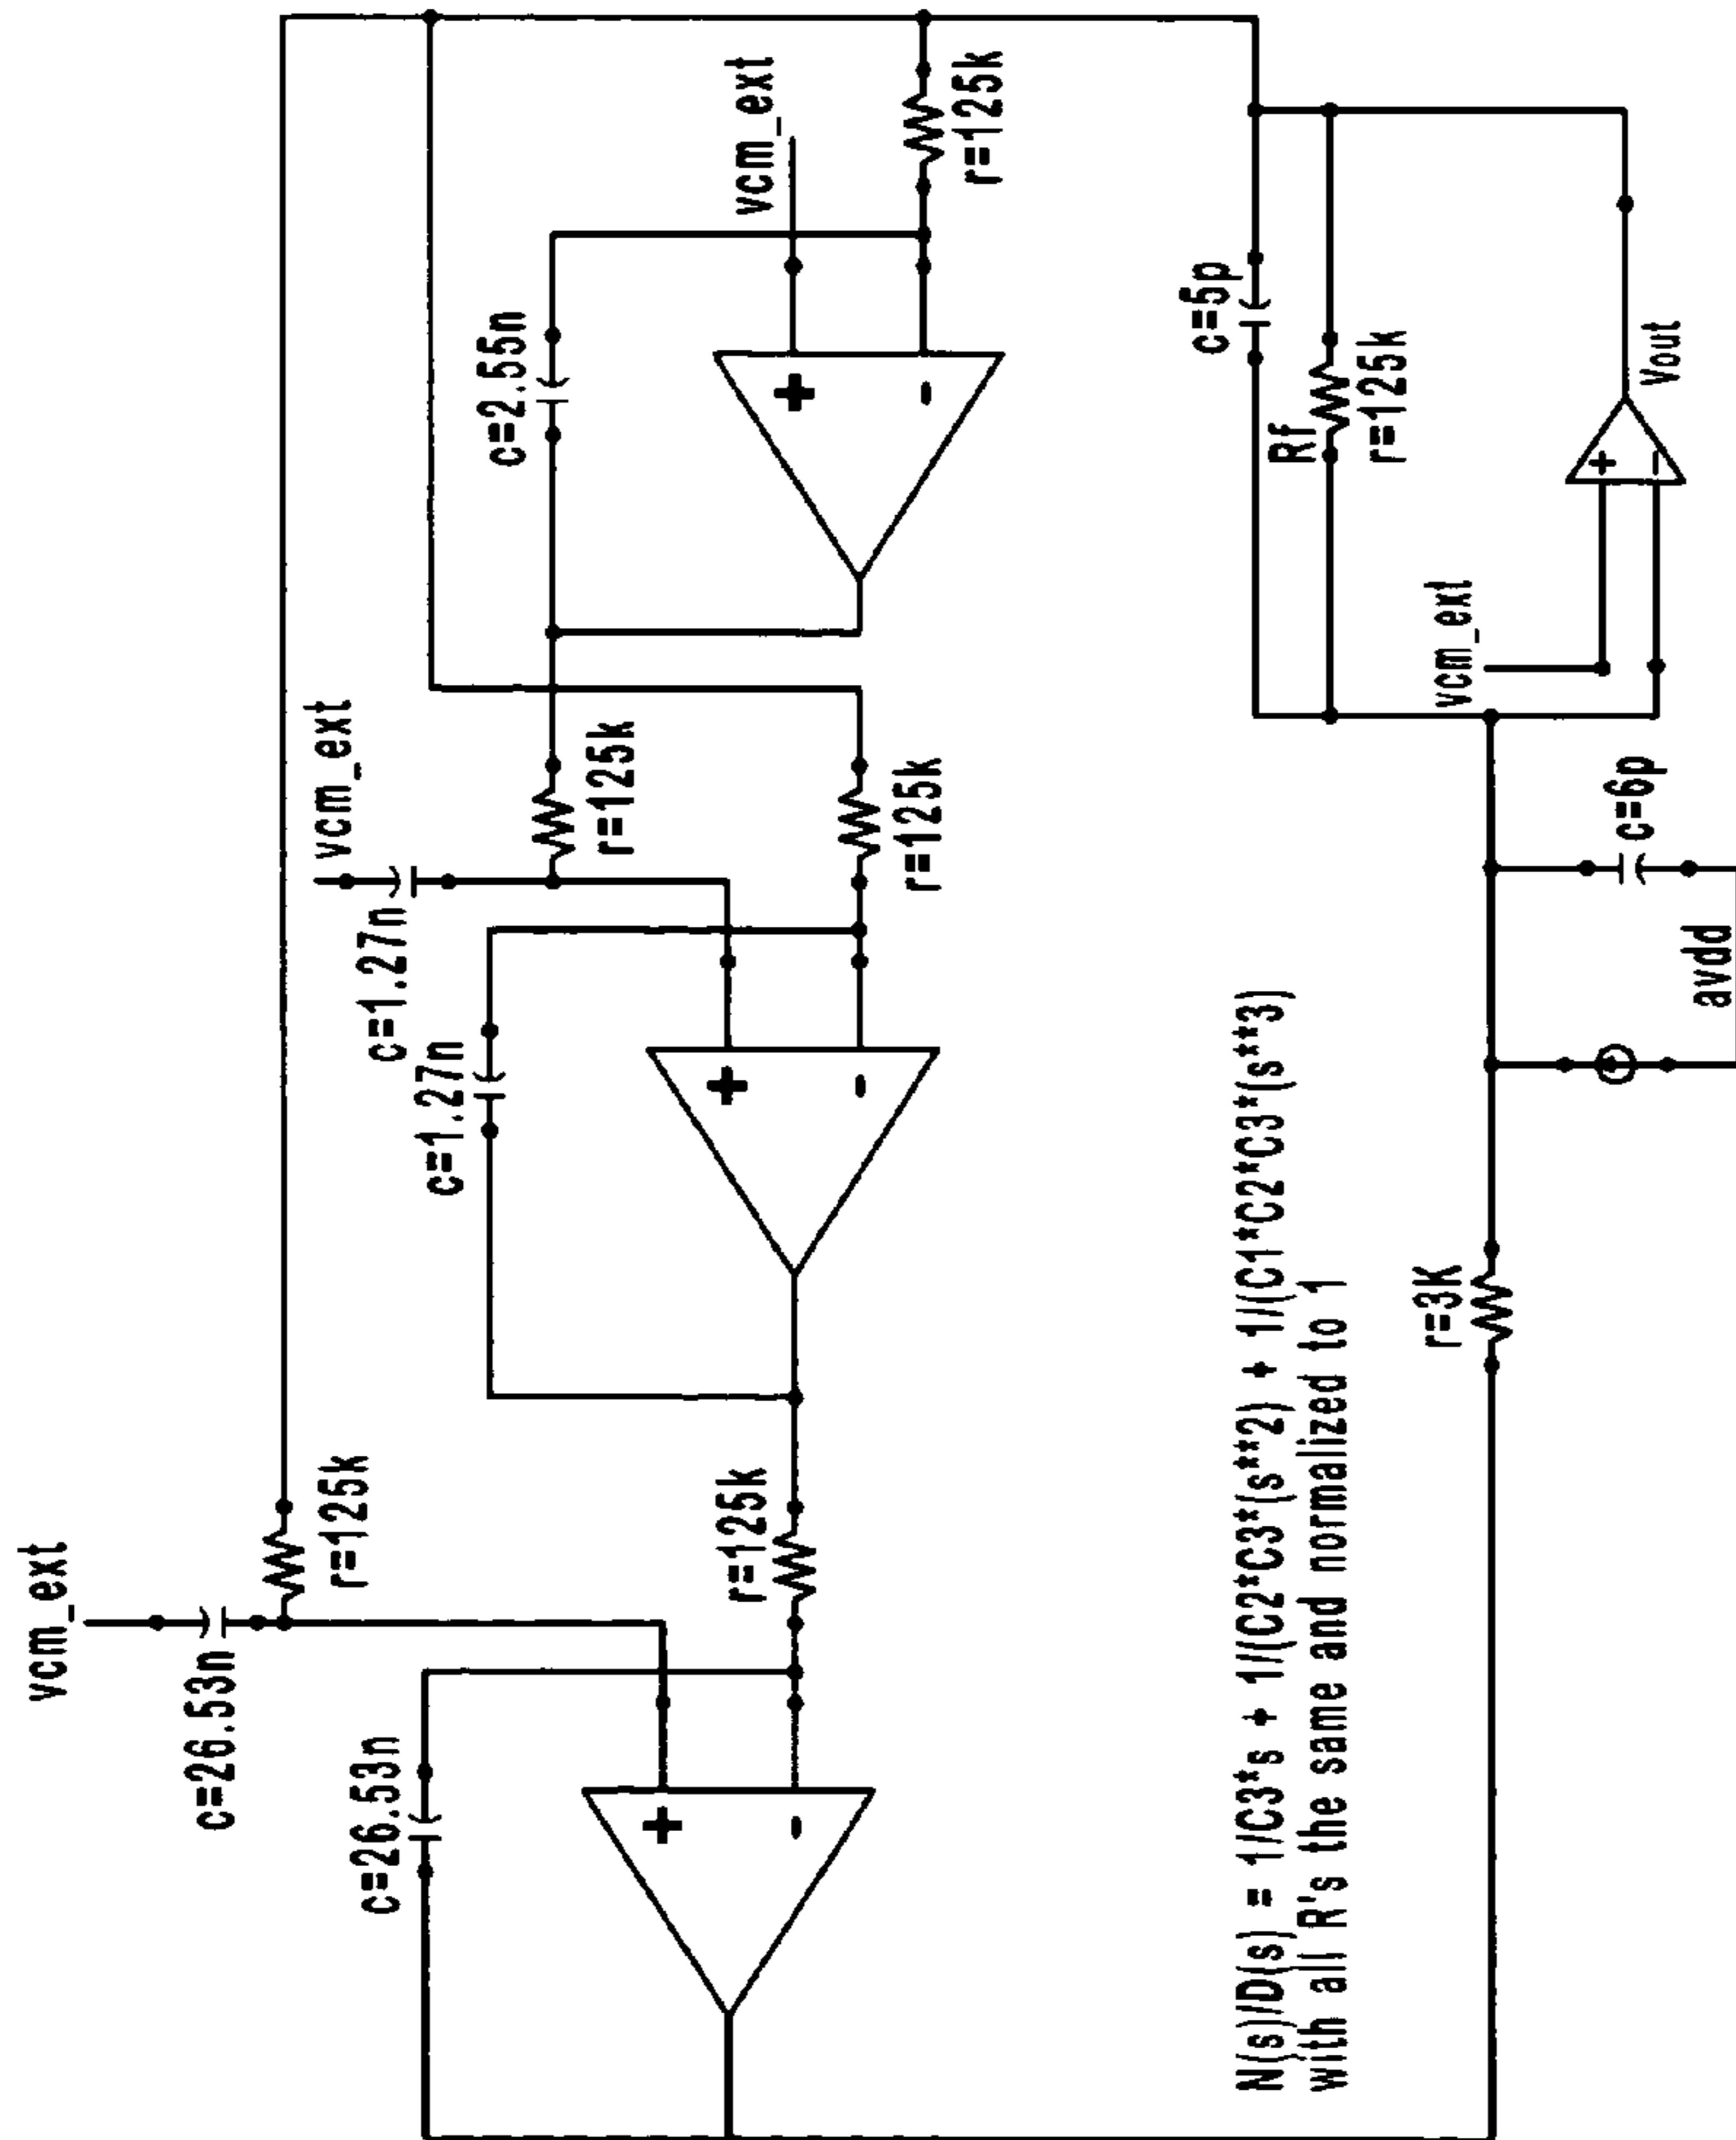 vcm_ext
c=26.53n
r=125k
c=26.53n
r=125k
vcm_ext
c=1.27n
r=125k
c=1.27n
r=125k
c=2.55n
vcm_ext
r=125k
+
-
+
-
+
-
N(s)/D(s) = 1/C3*s + 1/(C2*C3*(s**2) + 1/(C1*C2*C3*(s**3)
with all R's the same and normalized to 1
c=5p
Rf
r=125k
vcm_ext
+
-
Vout
r=3K
c=6p
avdd